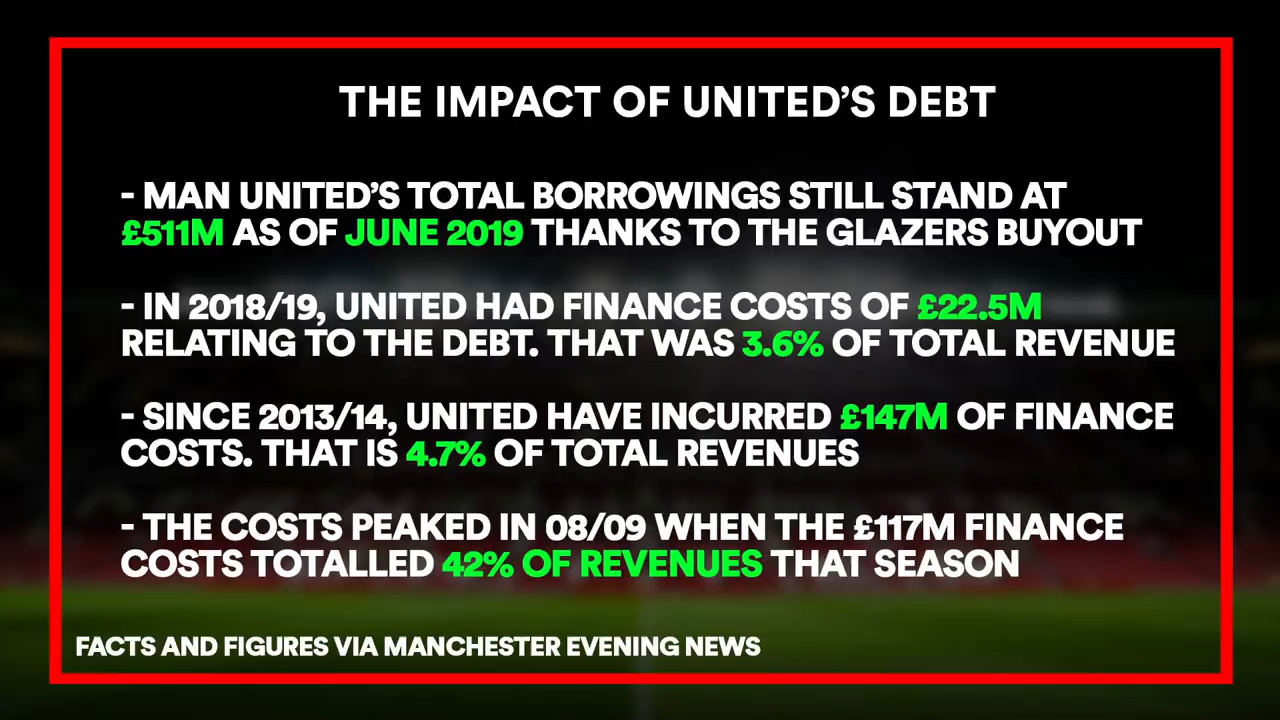 THE IMPACT OF UNITED'S DEBT
- MAN UNITED'S TOTAL BORROWINGS STILL STAND AT
£511M AS OF JUNE 2019 THANKS TO THE GLAZERS BUYOUT
- IN 2018/19, UNITED HAD FINANCE COSTS OF £22.5M
RELATING TO THE DEBT. THAT WAS 3.6% OF TOTAL REVENUE
- SINCE 2013/14, UNITED HAVE INCURRED £147M OF FINANCE
COSTS. THAT IS 4.7% OF TOTAL REVENUES
- THE COSTS PEAKED IN 08/09 WHEN THE £117M FINANCE
COSTS TOTALLED 42% OF REVENUES THAT SEASON
FACTS AND FIGURES VIA MANCHESTER EVENING NEWS